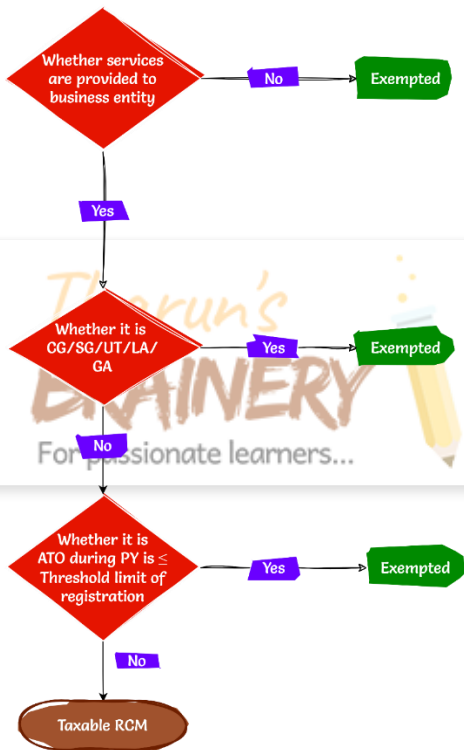 Whether services
are provided to
business entity
No
Exempted
Yes
Tharun's
BRAINERY
For passionate learners...
Whether it is
CG/SG/UT/LA/
GA
Yes
Exempted
No
Whether it is
ATO during PY is ≤
Threshold limit of
registration
Yes
Exempted
No
Taxable RCM